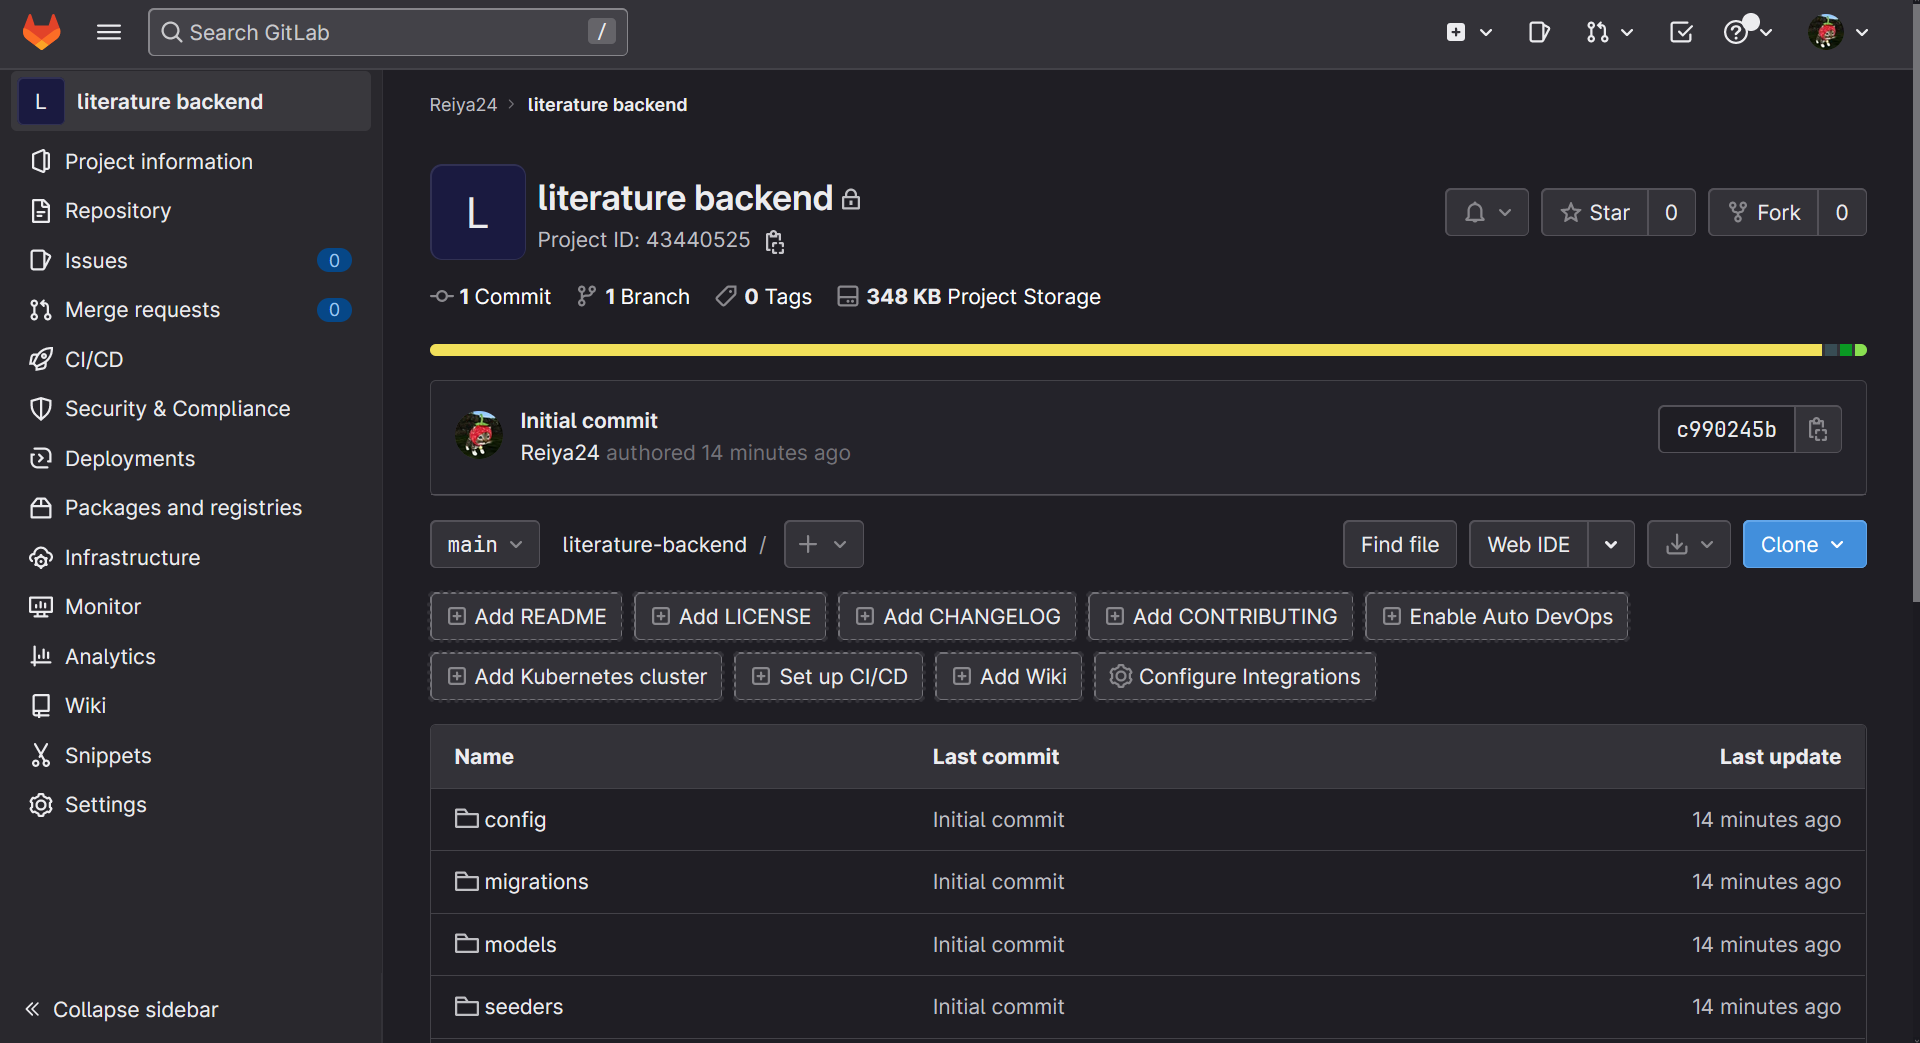 Search GitLab /
L literature backend
Project information
Repository
Issues 0
Merge requests 0
CI/CD
Security & Compliance
Deployments
Packages and registries
Infrastructure
Monitor
Analytics
Wiki
Snippets
Settings
Collapse sidebar
Reiya24 literature backend
L
literature backend
Project ID: 43440525
Star 0
Fork 0
1 Commit 1 Branch 0 Tags 348 KB Project Storage
Initial commit
Reiya24 authored 14 minutes ago
c990245b
main literature-backend / Find file Web IDE Clone
Add README Add LICENSE Add CHANGELOG Add CONTRIBUTING Enable Auto DevOps
Add Kubernetes cluster Set up CI/CD Add Wiki Configure Integrations
Name Last commit Last update
config Initial commit 14 minutes ago
migrations Initial commit 14 minutes ago
models Initial commit 14 minutes ago
seeders Initial commit 14 minutes ago